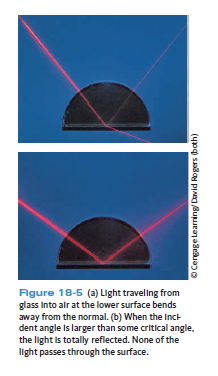 © Cengage Learning/David Rogers (both)
Figure 18-5 (a) Light traveling from
glass into air at the lower surface bends
away from the normal. (b) When the inci-
dent angle is larger than some critical angle,
the light is totally reflected. None of the
light passes through the surface.